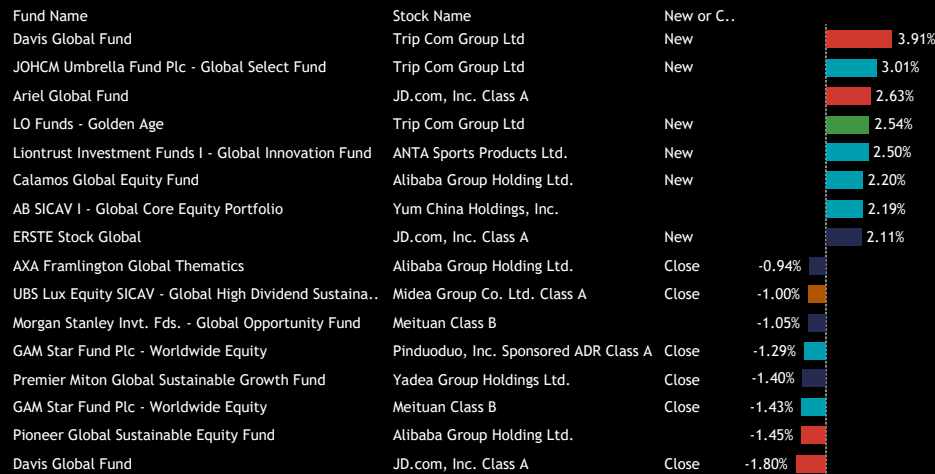 Fund Name Stock Name New or C..
Davis Global Fund Trip Com Group Ltd New 3.91%
JOHCM Umbrella Fund Plc - Global Select Fund Trip Com Group Ltd New 3.01%
Ariel Global Fund JD.com, Inc. Class A 2.63%
LO Funds - Golden Age Trip Com Group Ltd New 2.54%
Liontrust Investment Funds I - Global Innovation Fund ANTA Sports Products Ltd. New 2.50%
Calamos Global Equity Fund Alibaba Group Holding Ltd. New 2.20%
AB SICAV I - Global Core Equity Portfolio Yum China Holdings, Inc. 2.19%
ERSTE Stock Global JD.com, Inc. Class A New 2.11%
AXA Framlington Global Thematics Alibaba Group Holding Ltd. Close -0.94%
UBS Lux Equity SICAV - Global High Dividend Sustaina.. Midea Group Co. Ltd. Class A Close -1.00%
Morgan Stanley Invt. Fds. - Global Opportunity Fund Meituan Class B -1.05%
GAM Star Fund Plc - Worldwide Equity Pinduoduo, Inc. Sponsored ADR Class A Close -1.29%
Premier Miton Global Sustainable Growth Fund Yadea Group Holdings Ltd. Close -1.40%
GAM Star Fund Plc - Worldwide Equity Meituan Class B Close -1.43%
Pioneer Global Sustainable Equity Fund Alibaba Group Holding Ltd. -1.45%
Davis Global Fund JD.com, Inc. Class A Close -1.80%